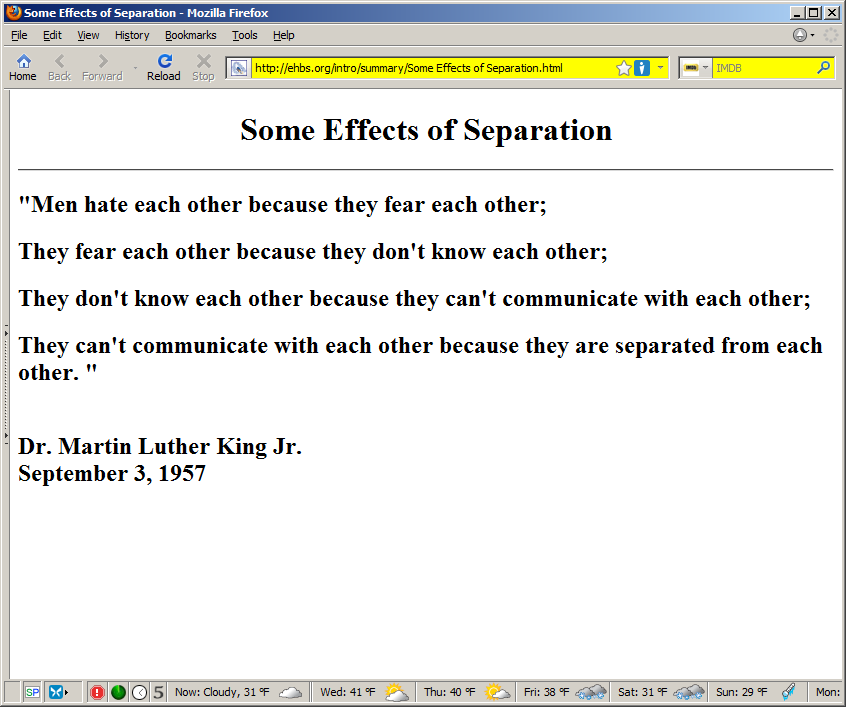 Some Effects of Separation - Mozilla Firefox
File Edit View History Bookmarks Tools Help
Home Back Forward Reload Stop http://ehbs.org/intro/summary/Some Effects of Separation.html IMDB
Some Effects of Separation
"Men hate each other because they fear each other;
They fear each other because they don't know each other;
They don't know each other because they can't communicate with each other;
They can't communicate with each other because they are separated from each
other. "
Dr. Martin Luther King Jr.
September 3, 1957
SP 5 Now: Cloudy, 31 °F Wed: 41 °F Thu: 40 °F Fri: 38 °F Sat: 31 °F Sun: 29 °F Mon: